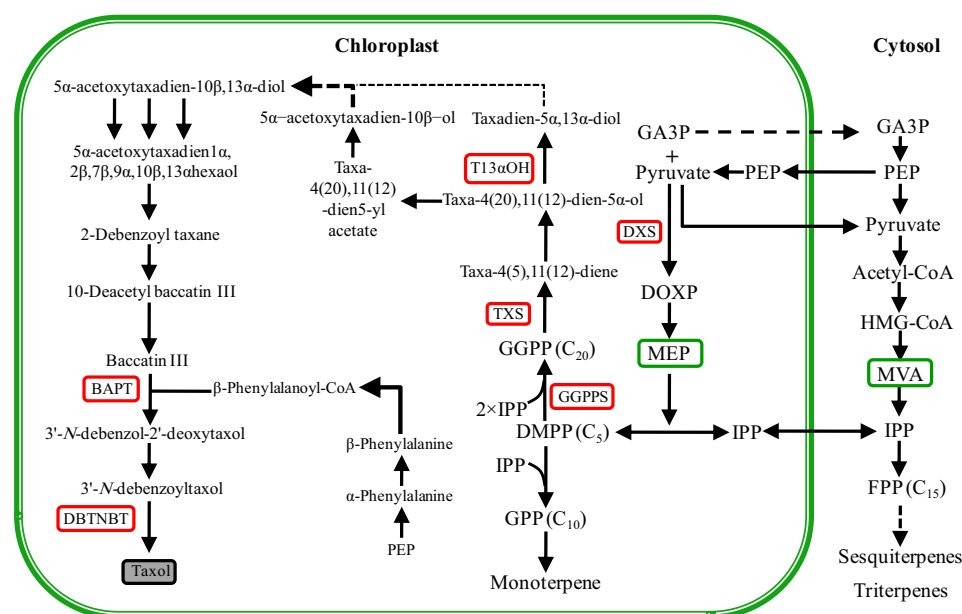 Chloroplast
Cytosol
5α-acetoxytaxadien-10β,13α-diol
5α−acetoxytaxadien-10β−ol
Taxadien-5α,13α-diol
GA3P
GA3P
5α-acetoxytaxadien1α,
2β,7β,9α,10β,13αhexaol
Taxa-
4(20),11(12)
-dien5-yl
acetate
T13αOH
+
Pyruvate
PEP
PEP
Taxa-4(20),11(12)-dien-5α-ol
2-Debenzoyl taxane
DXS
Pyruvate
Taxa-4(5),11(12)-diene
Acetyl-CoA
10-Deacetyl baccatin III
DOXP
TXS
HMG-CoA
GGPP (C₂₀)
MEP
Baccatin III
MVA
BAPT
β-Phenylalanoyl-CoA
GGPPS
2×IPP
3'-N-debenzol-2'-deoxytaxol
DMPP (C₅)
IPP
IPP
β-Phenylalanine
IPP
3'-N-debenzoyltaxol
α-Phenylalanine
FPP (C₁₅)
DBTNBT
GPP (C₁₀)
PEP
Taxol
Monoterpene
Sesquiterpenes
Triterpenes